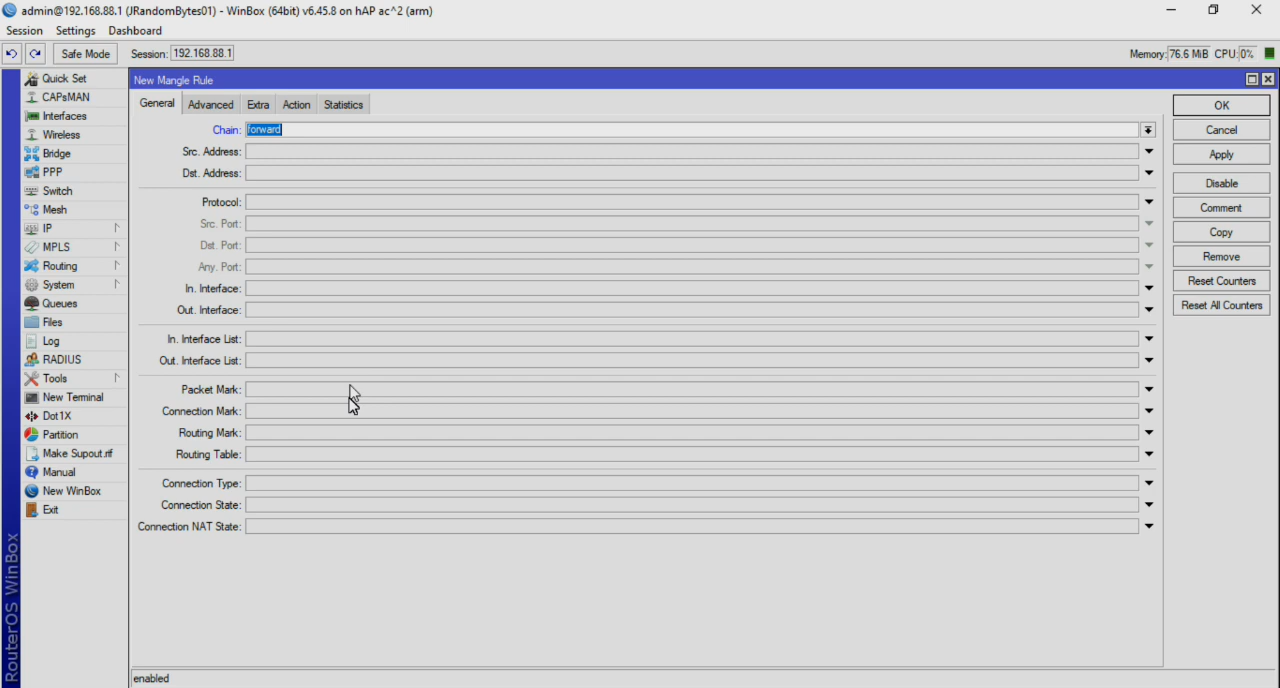 admin@192.168.88.1 (JRandomBytes01) - WinBox (64bit) v6.45.8 on hAP ac^2 (arm)
Session Settings Dashboard
Safe Mode Session: 192.168.88.1 Memory: 76.6 MiB CPU: 0%
Quick Set
CAPsMAN
Interfaces
Wireless
Bridge
PPP
Switch
Mesh
IP
MPLS
Routing
System
Queues
Files
Log
RADIUS
Tools
New Terminal
Dot1X
Partition
Make Supout.rif
Manual
New WinBox
Exit
RouterOS WinBox
New Mangle Rule
General Advanced Extra Action Statistics
Chain: forward
Src. Address:
Dst. Address:
Protocol:
Src. Port:
Dst. Port:
Any. Port:
In. Interface:
Out. Interface:
In. Interface List:
Out. Interface List:
Packet Mark:
Connection Mark:
Routing Mark:
Routing Table:
Connection Type:
Connection State:
Connection NAT State:
OK
Cancel
Apply
Disable
Comment
Copy
Remove
Reset Counters
Reset All Counters
enabled